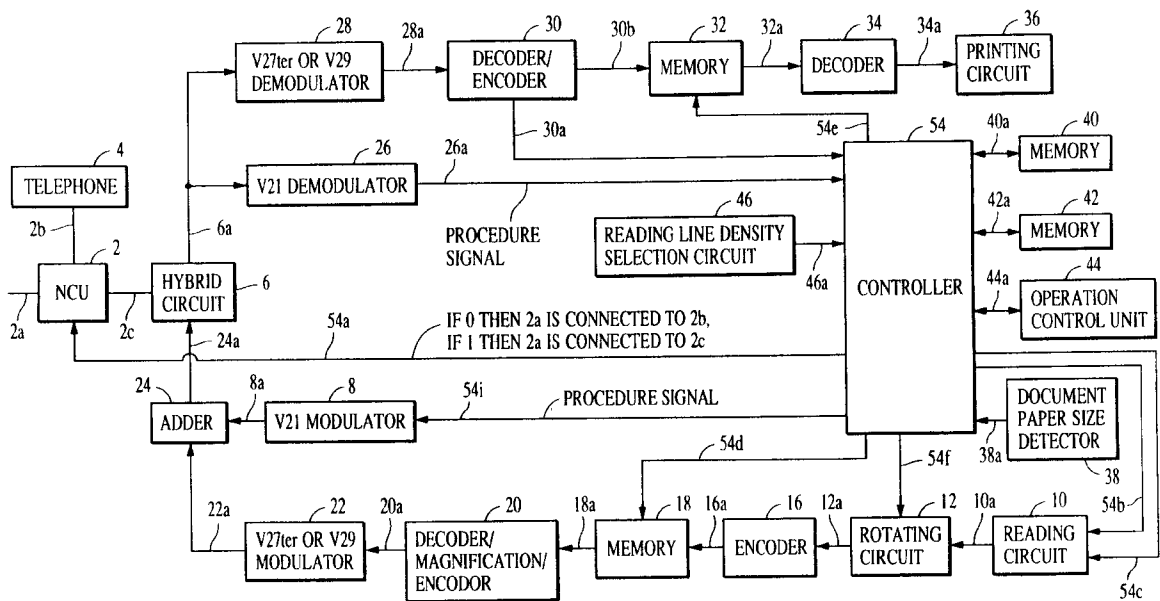 28
V27ter OR V29
DEMODULATOR
28a
30
DECODER/
ENCODER
30b
30a
32
MEMORY
32a
34
DECODER
34a
36
PRINTING
CIRCUIT
54e
54
CONTROLLER
40a
40
MEMORY
42a
42
MEMORY
44a
44
OPERATION
CONTROL UNIT
4
TELEPHONE
2b
26
V21 DEMODULATOR
26a
PROCEDURE
SIGNAL
46
READING LINE DENSITY
SELECTION CIRCUIT
46a
6a
2
NCU
2a
2c
HYBRID
CIRCUIT
6
24a
54a
IF 0 THEN 2a IS CONNECTED TO 2b,
IF 1 THEN 2a IS CONNECTED TO 2c
24
ADDER
8a
8
V21 MODULATOR
54i
PROCEDURE SIGNAL
DOCUMENT
PAPER SIZE
DETECTOR
38a
38
54b
54d
54f
22a
22
V27ter OR V29
MODULATOR
20a
20
DECODER/
MAGNIFICATION/
ENCODOR
18a
18
MEMORY
16a
16
ENCODER
12a
12
ROTATING
CIRCUIT
10a
10
READING
CIRCUIT
54c